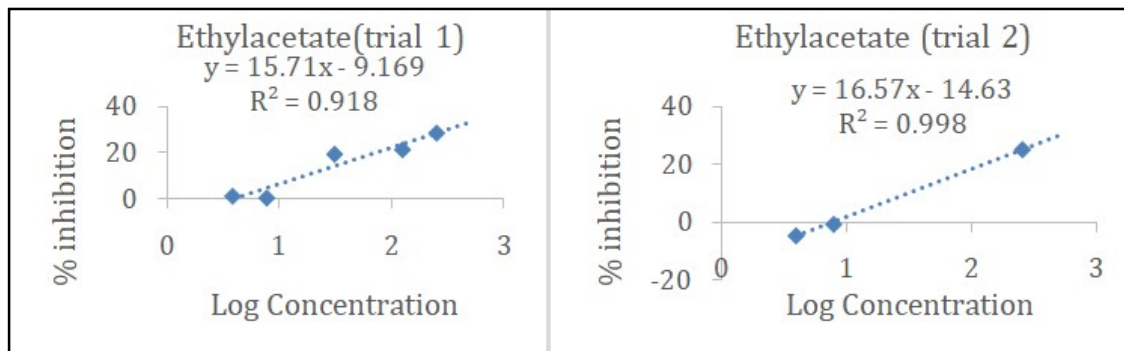 Ethylacetate(trial 1)
y = 15.71x - 9.169
R² = 0.918
40
20
0
0
1
2
3
% inhibition
Log Concentration
Ethylacetate (trial 2)
y = 16.57x - 14.63
R² = 0.998
40
20
0
-20
0
1
2
3
% inhibition
Log Concentration